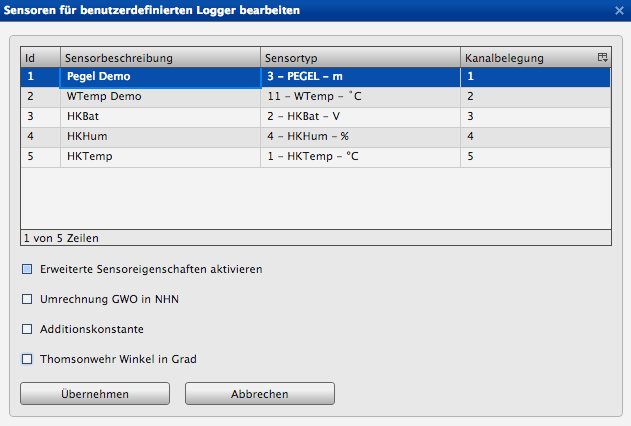 Sensoren für benutzerdefinierten Logger bearbeiten
Id Sensorbeschreibung Sensortyp Kanalbelegung
1 Pegel Demo 3 – PEGEL – m 1
2 WTemp Demo 11 – WTemp – ˚C 2
3 HKBat 2 – HKBat – V 3
4 HKHum 4 – HKHum – % 4
5 HKTemp 1 – HKTemp – °C 5
1 von 5 Zeilen
Erweiterte Sensoreigenschaften aktivieren
Umrechnung GWO in NHN
Additionskonstante
Thomsonwehr Winkel in Grad
Übernehmen Abbrechen